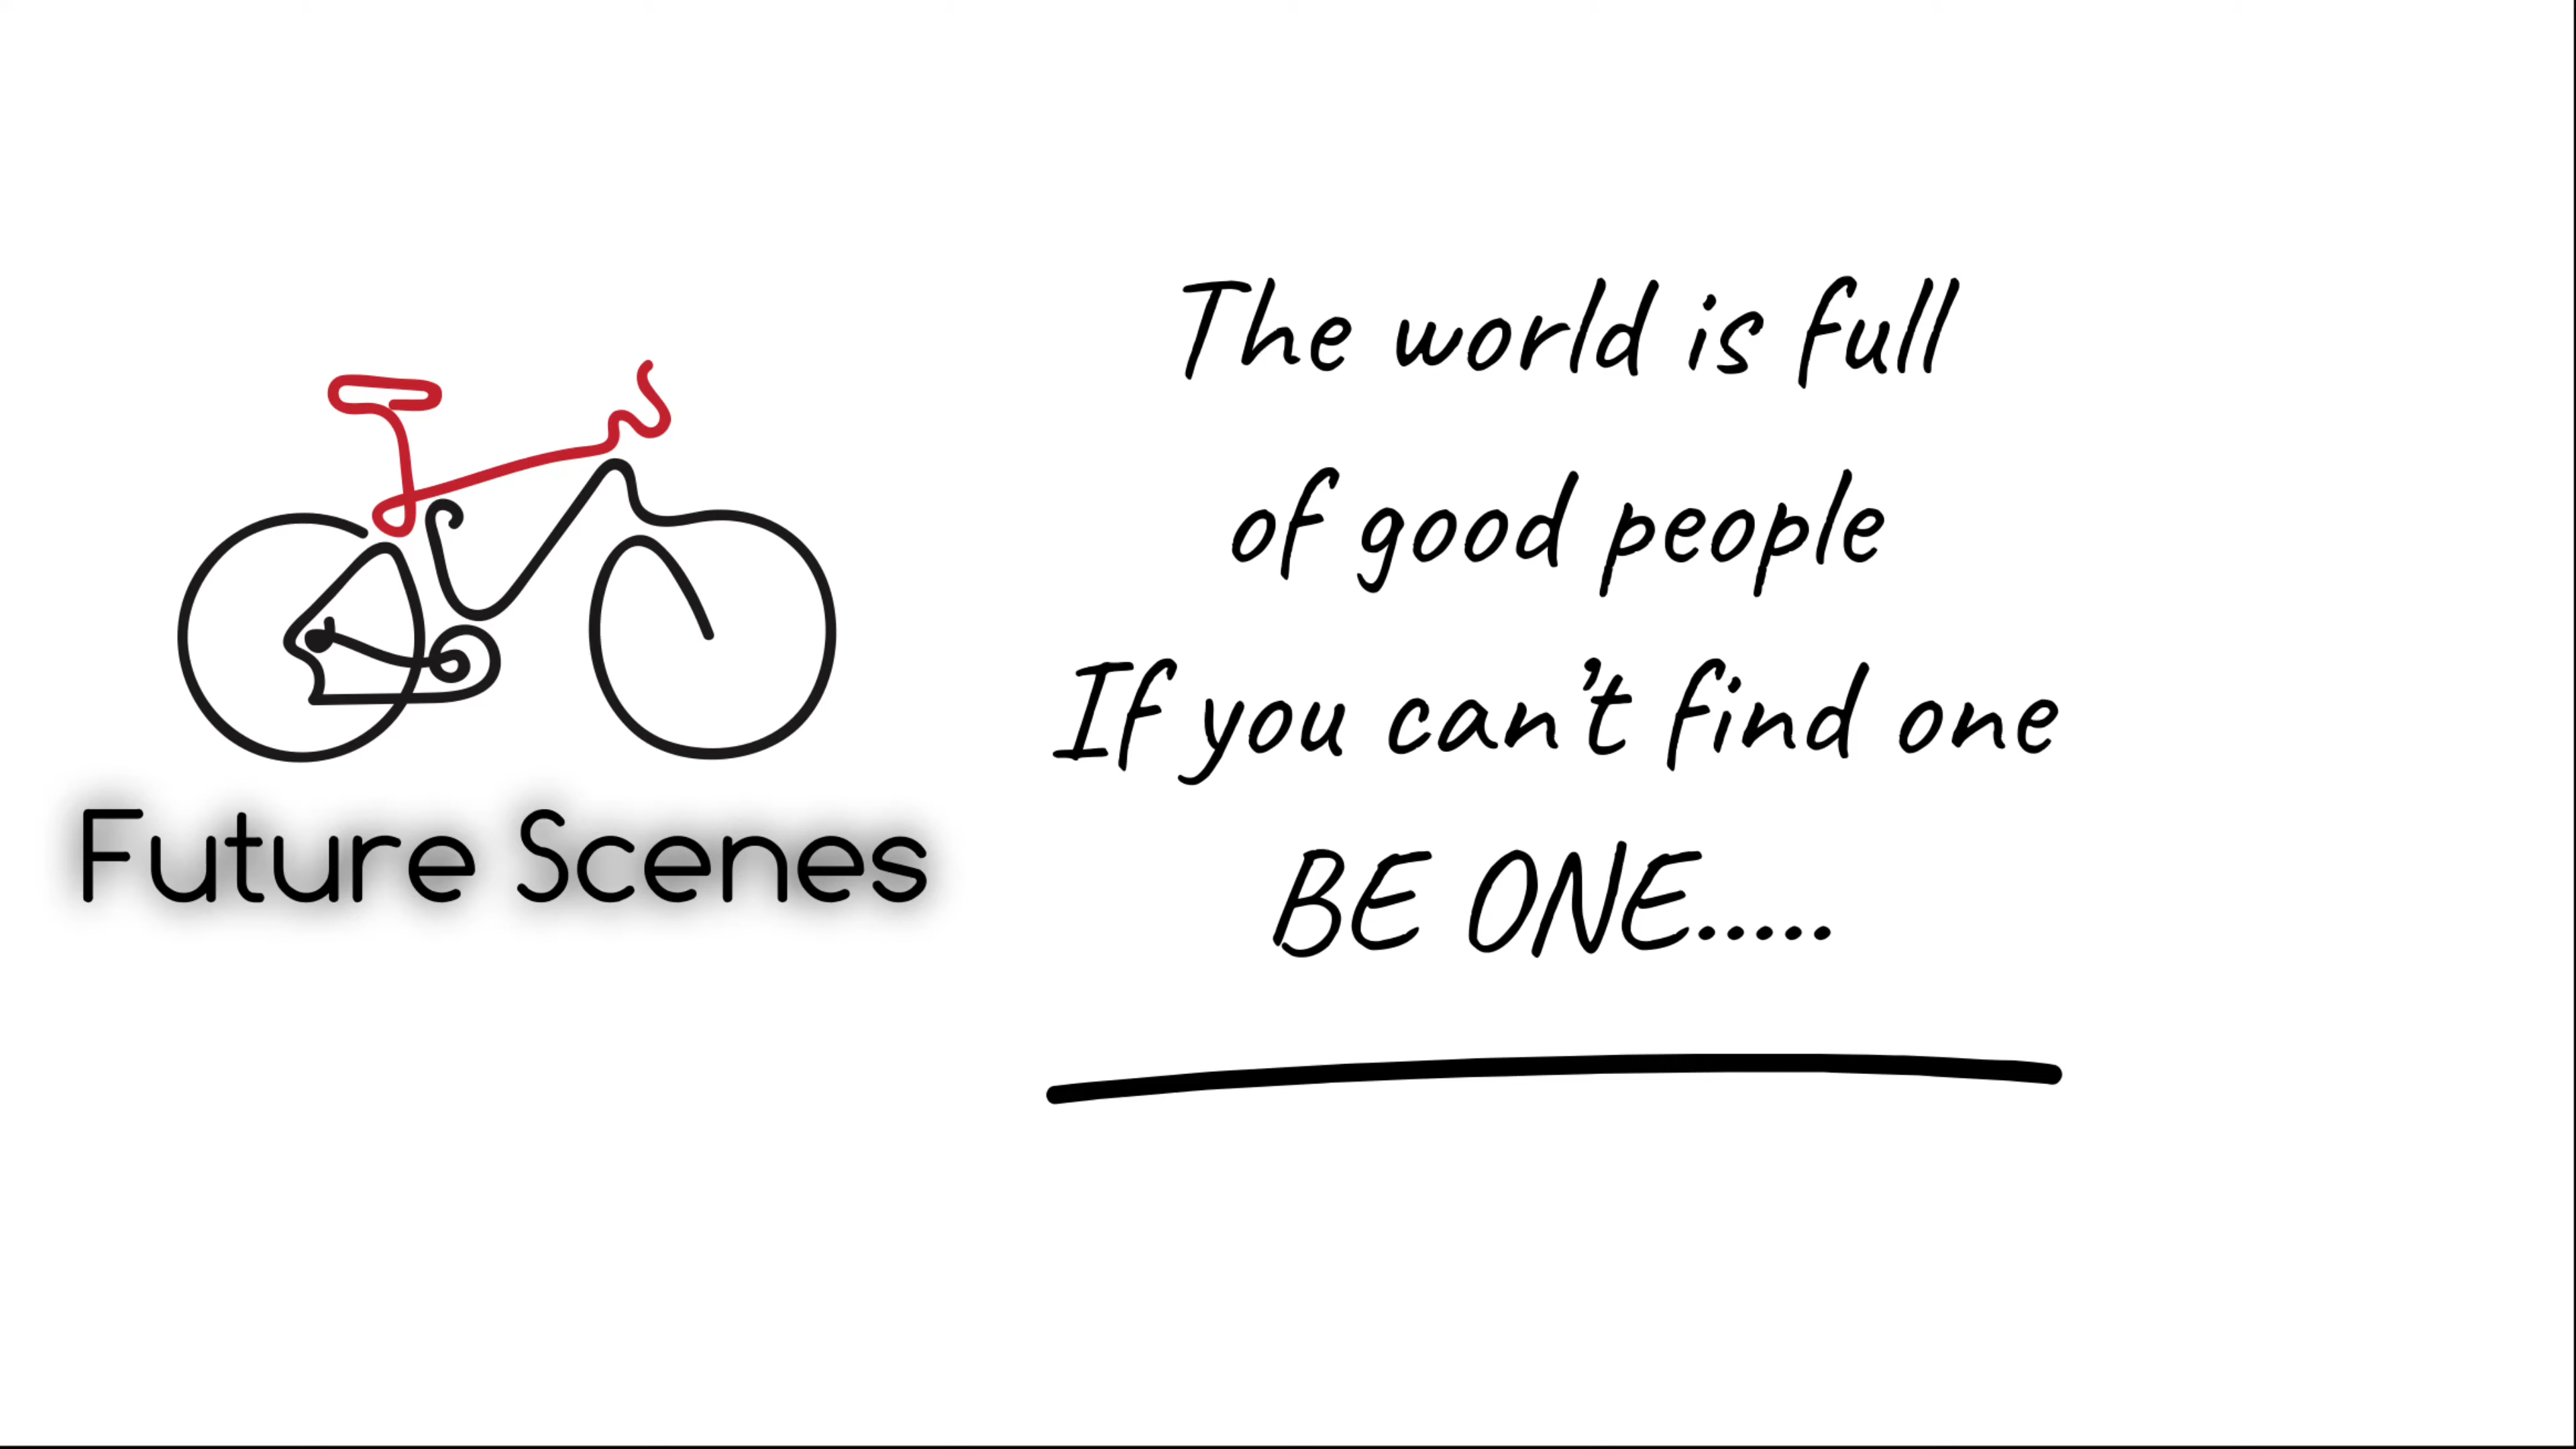 Future Scenes
The world is full
of good people
If you can’t find one
BE ONE.....